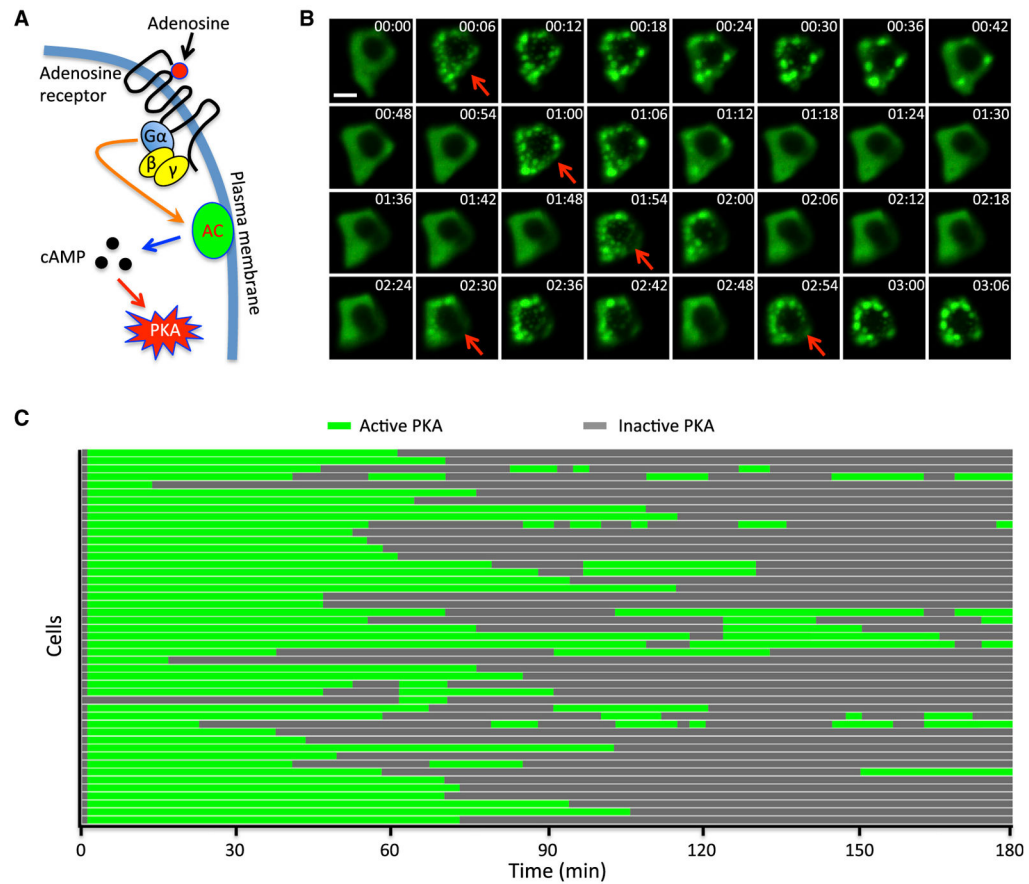 A
Adenosine
Adenosine
receptor
Gα
β
γ
Plasma membrane
AC
cAMP
PKA
B
00:00 00:06 00:12 00:18 00:24 00:30 00:36 00:42
00:48 00:54 01:00 01:06 01:12 01:18 01:24 01:30
01:36 01:42 01:48 01:54 02:00 02:06 02:12 02:18
02:24 02:30 02:36 02:42 02:48 02:54 03:00 03:06
C
Active PKA Inactive PKA
Cells
0 30 60 90 120 150 180
Time (min)